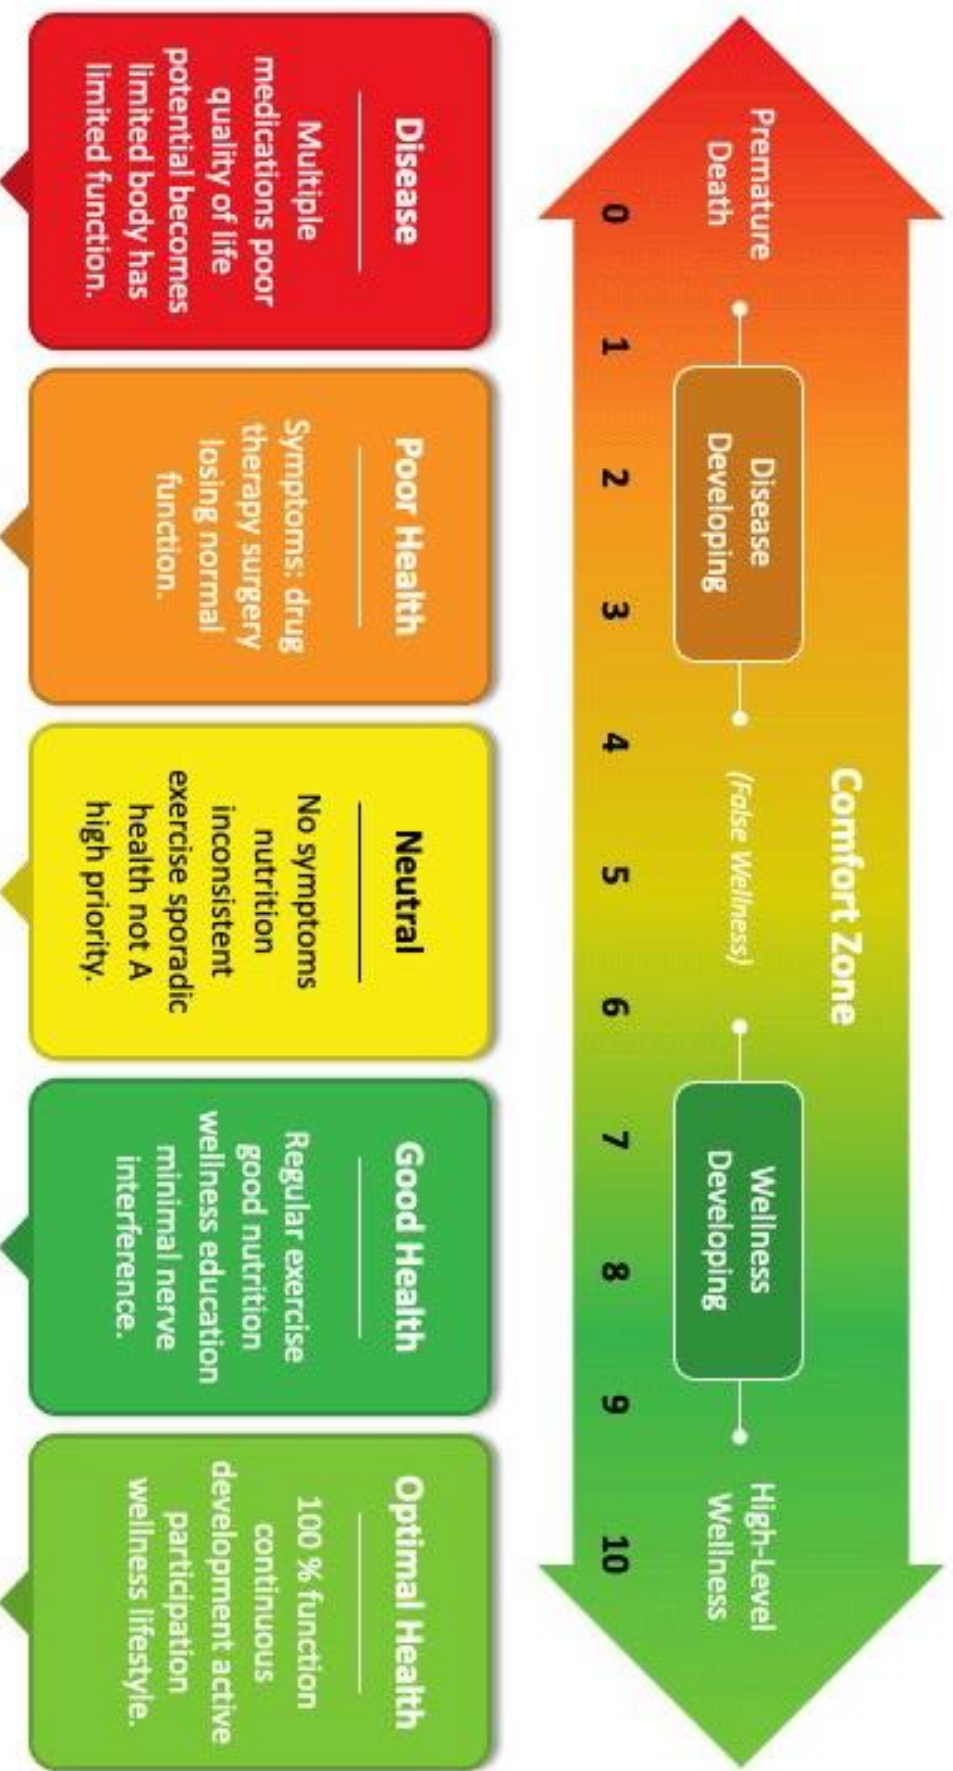 Comfort Zone
Premature
Death
Disease
Developing
(False Wellness)
Wellness
Developing
High-Level
Wellness
0 1 2 3 4 5 6 7 8 9 10
Disease
Multiple
medications poor
quality of life
potential becomes
limited body has
limited function.
Poor Health
Symptoms: drug
therapy surgery
losing normal
function.
Neutral
No symptoms
nutrition
inconsistent
exercise sporadic
health not A
high priority.
Good Health
Regular exercise
good nutrition
wellness education
minimal nerve
interference.
Optimal Health
100 % function
continuous
development active
participation
wellness lifestyle.